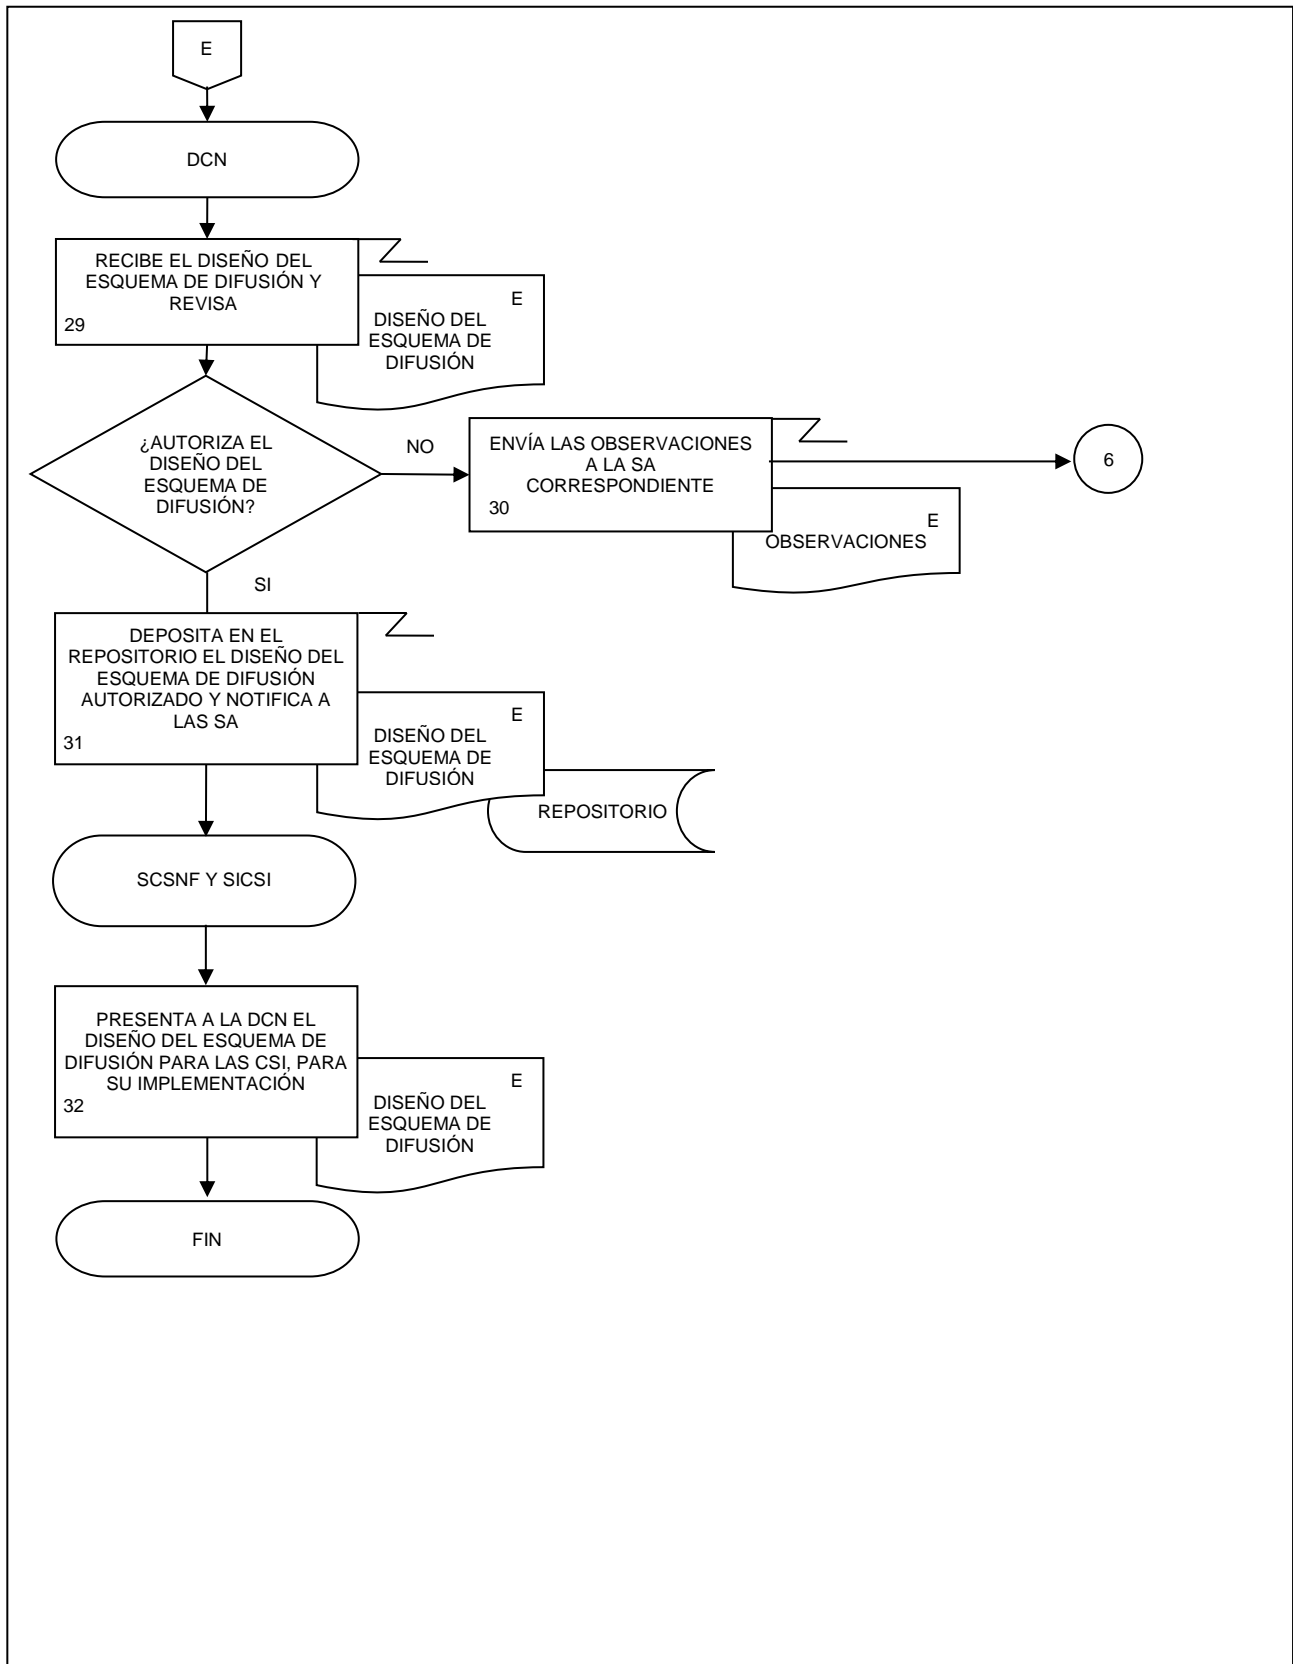 E
DCN
RECIBE EL DISEÑO DEL
ESQUEMA DE DIFUSIÓN Y
REVISA
29
E
DISEÑO DEL
ESQUEMA DE
DIFUSIÓN
¿AUTORIZA EL
DISEÑO DEL
ESQUEMA DE
DIFUSIÓN?
NO
ENVÍA LAS OBSERVACIONES
A LA SA
CORRESPONDIENTE
30
6
E
OBSERVACIONES
SI
DEPOSITA EN EL
REPOSITORIO EL DISEÑO DEL
ESQUEMA DE DIFUSIÓN
AUTORIZADO Y NOTIFICA A
LAS SA
31
E
DISEÑO DEL
ESQUEMA DE
DIFUSIÓN
REPOSITORIO
SCSNF Y SICSI
PRESENTA A LA DCN EL
DISEÑO DEL ESQUEMA DE
DIFUSIÓN PARA LAS CSI, PARA
SU IMPLEMENTACIÓN
32
E
DISEÑO DEL
ESQUEMA DE
DIFUSIÓN
FIN